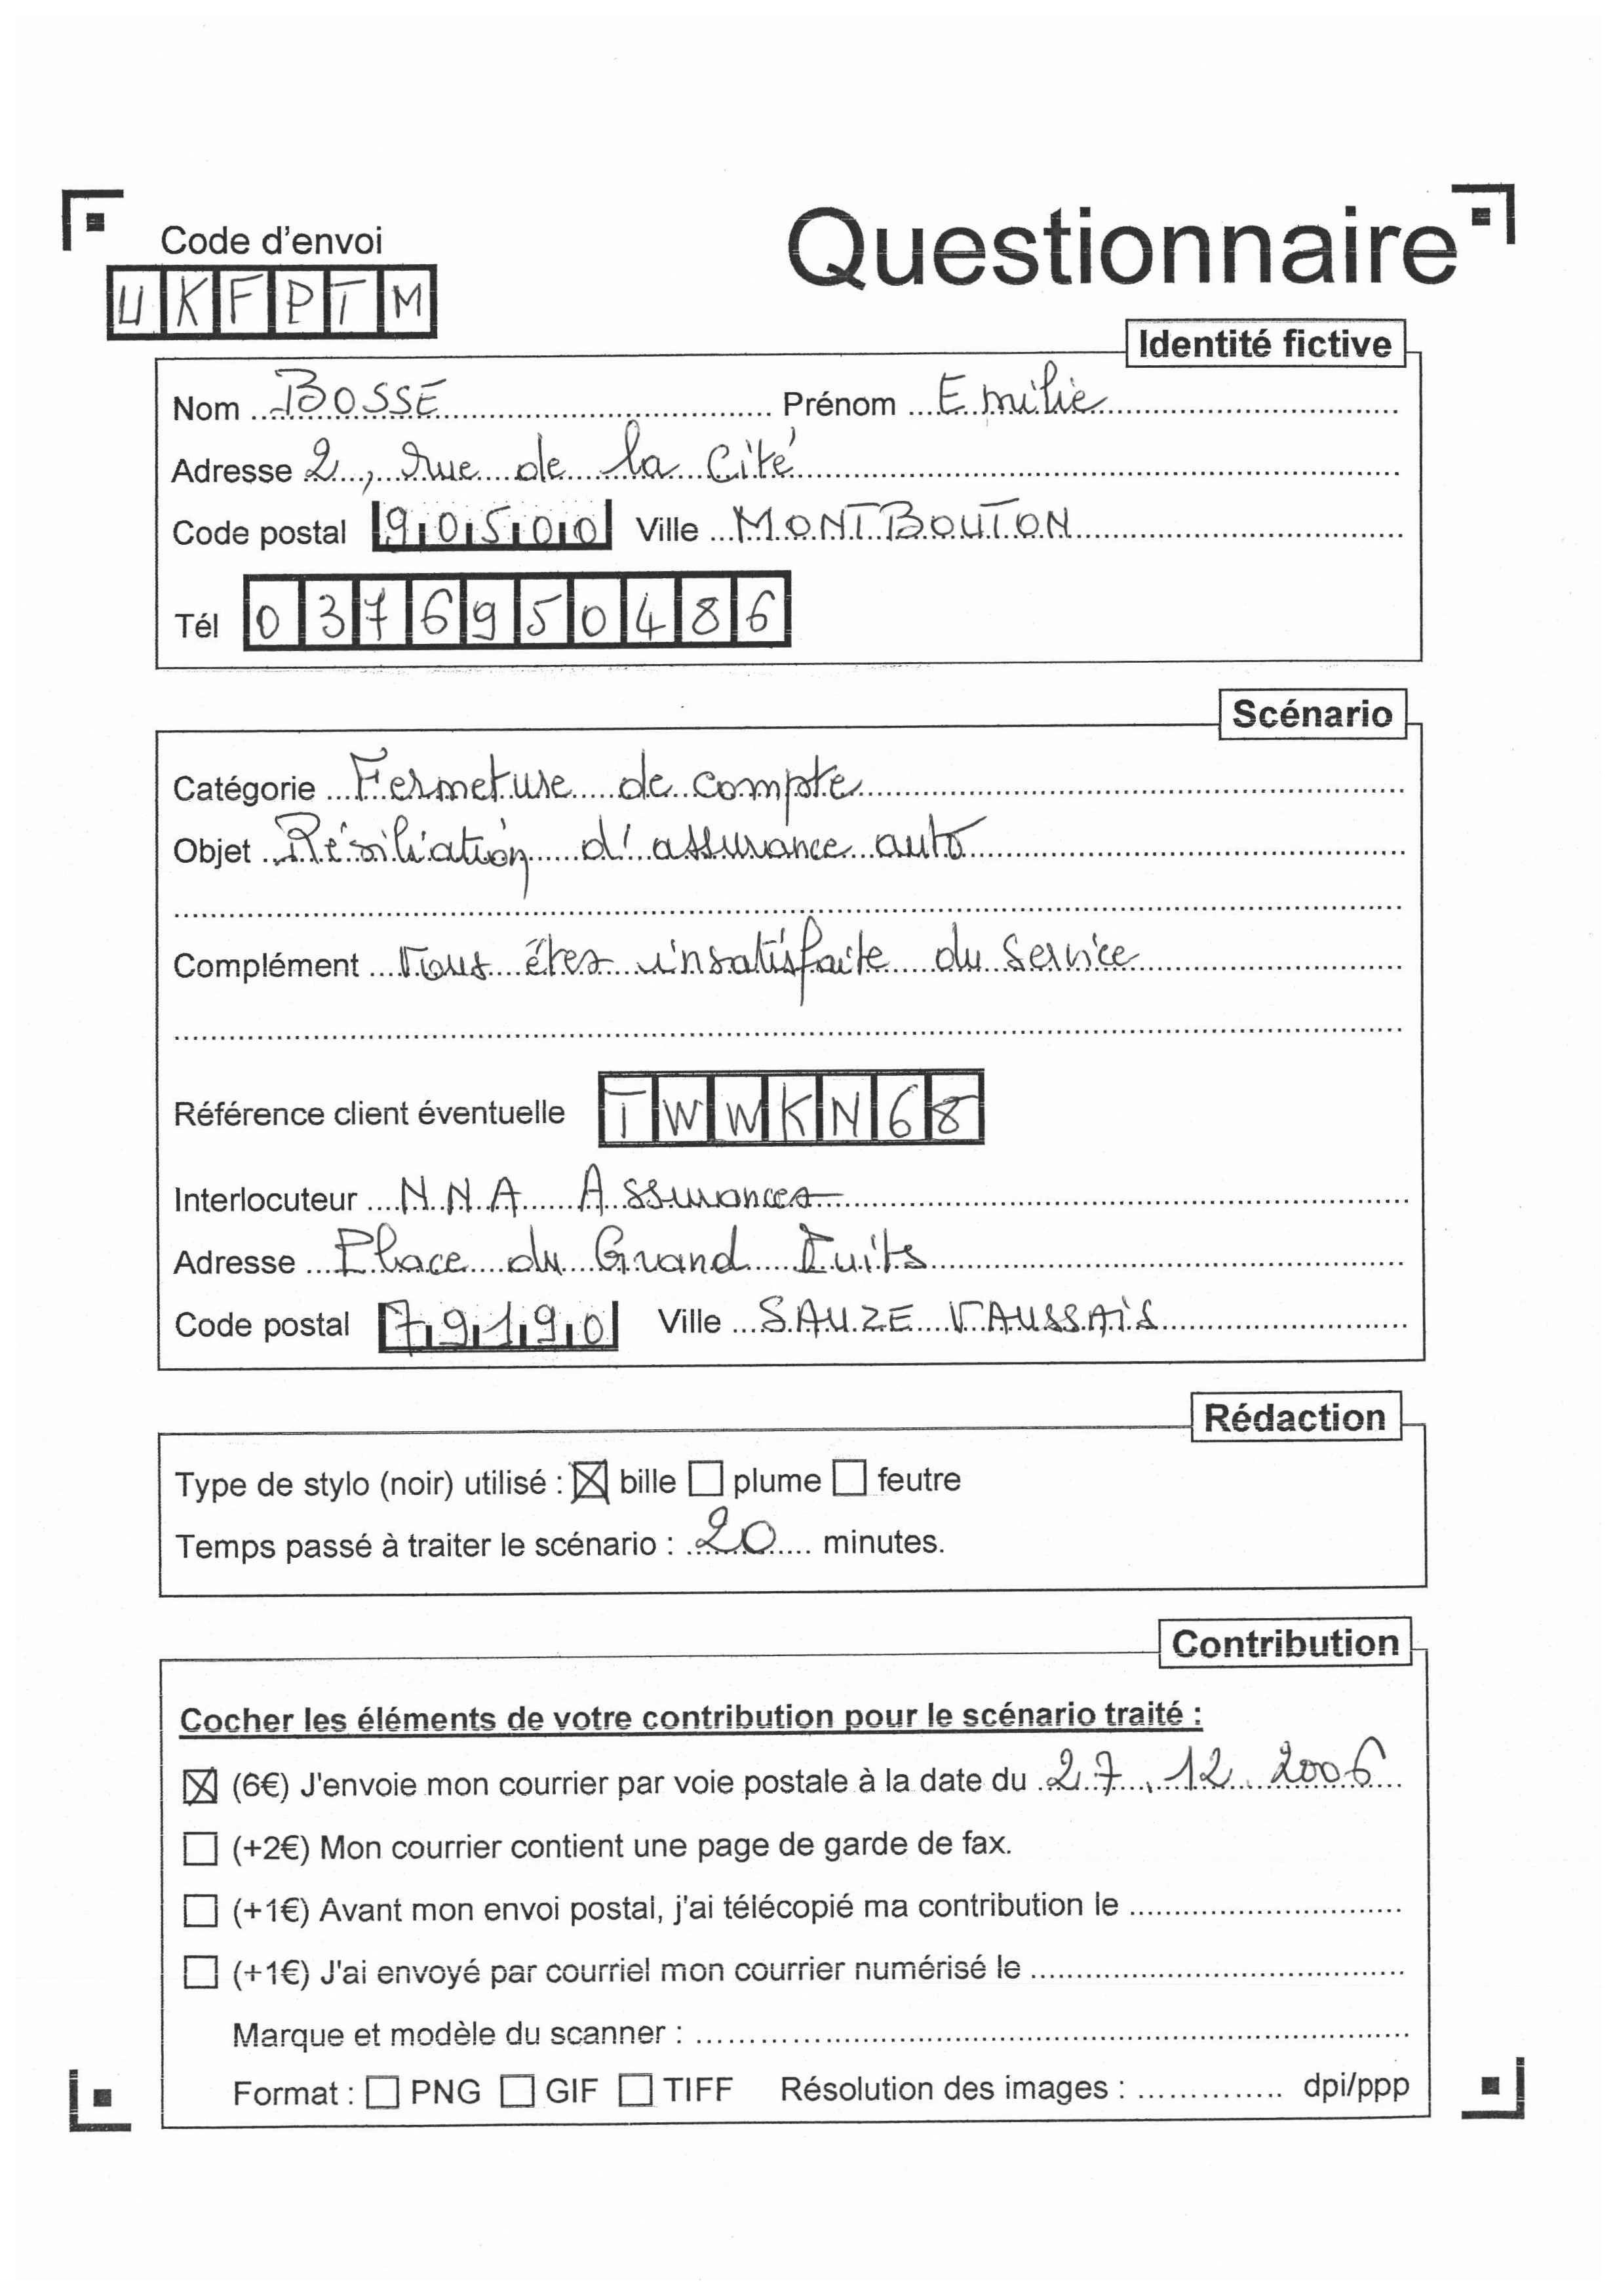 Code d'envoi
UKFPTM
Questionnaire
Identité fictive
Nom BOSSE Prénom Emilie
Adresse 2, rue de la Cité
Code postal 90500 Ville MONTBOUTON
Tél 0376950486
Scénario
Catégorie Fermeture de compte
Objet Résiliation d'assurance auto
Complément Vous êtes insatisfaite du service
Référence client éventuelle TWWKN68
Interlocuteur NNA Assurances
Adresse Place du Grand Puits
Code postal 79190 Ville SAUZE VAUSSAIS
Rédaction
Type de stylo (noir) utilisé : ☒ bille ☐ plume ☐ feutre
Temps passé à traiter le scénario : 20 minutes.
Contribution
Cocher les éléments de votre contribution pour le scénario traité :
☒ (6€) J'envoie mon courrier par voie postale à la date du 27.12.2006
☐ (+2€) Mon courrier contient une page de garde de fax.
☐ (+1€) Avant mon envoi postal, j'ai télécopié ma contribution le
☐ (+1€) J'ai envoyé par courriel mon courrier numérisé le
Marque et modèle du scanner :
Format : ☐ PNG ☐ GIF ☐ TIFF Résolution des images : dpi/ppp